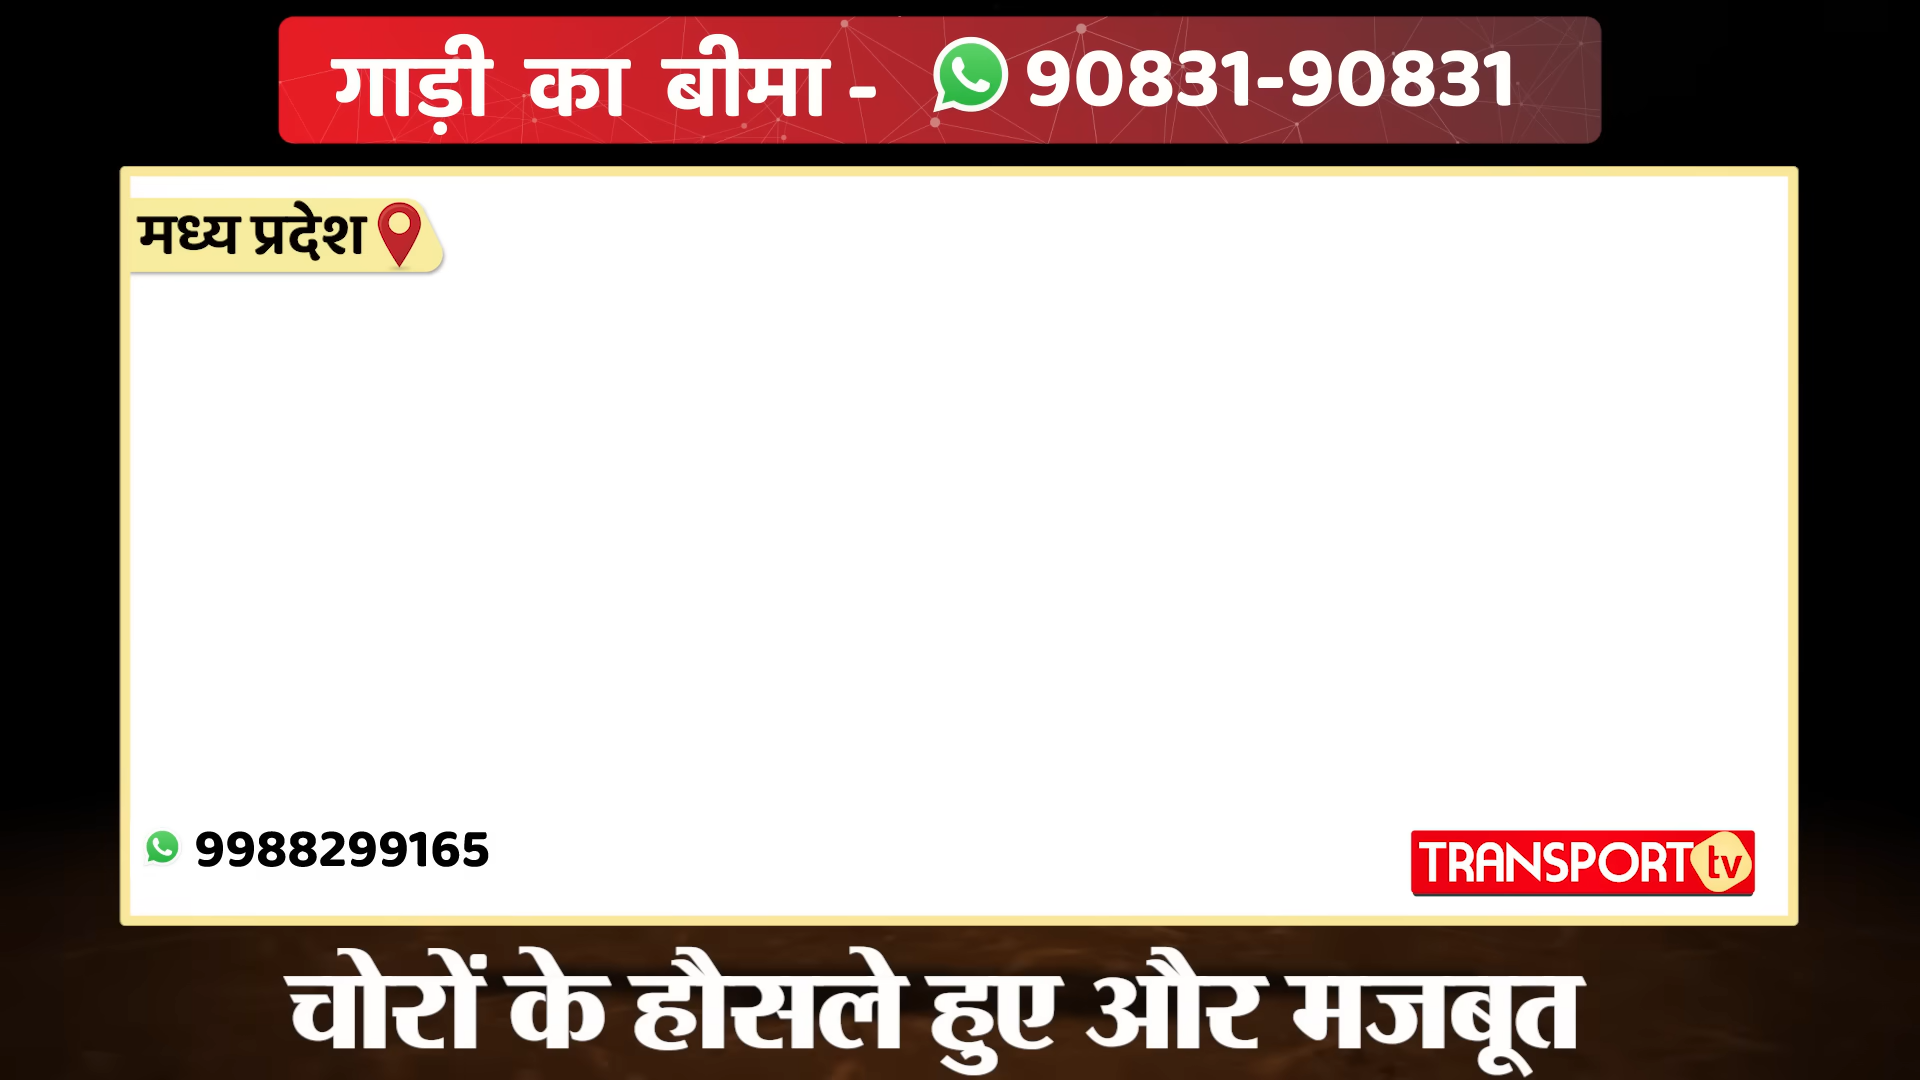 गाड़ी का बीमा - 90831-90831
मध्य प्रदेश
9988299165
TRANSPORT tv
चोरों के हौसले हुए और मजबूत